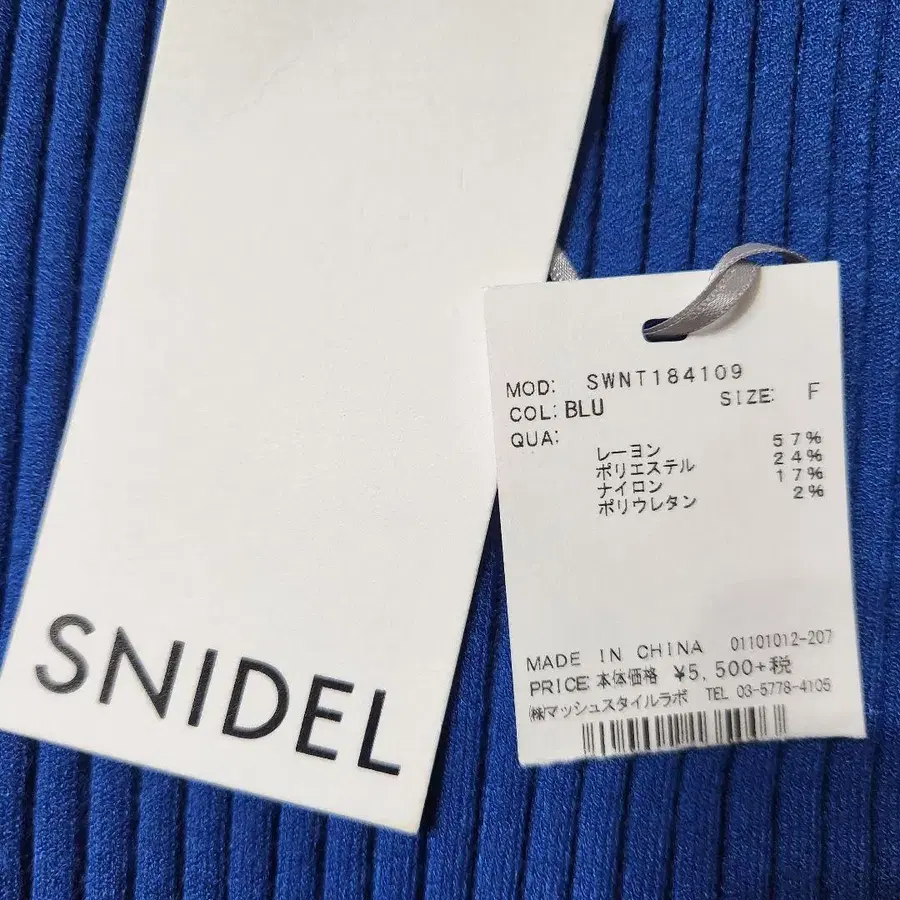 SNIDEL
MOD: SWNT184109
COL: BLU SIZE: F
QUA:
レーヨン 57%
ポリエステル 24%
ナイロン 17%
ポリウレタン 2%
MADE IN CHINA 01101012-207
PRICE 本体価格 ¥5,500+税
㈱マッシュスタイルラボ TEL 03-5778-4105